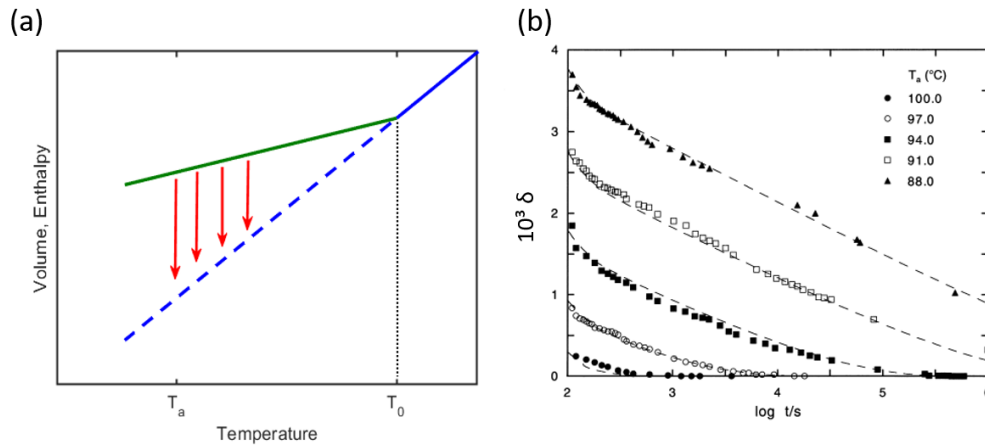 (a)
Volume, Enthalpy
Tₐ
T₀
Temperature
(b)
10³ δ
4
3
2
1
0
2
3
4
5
6
log t/s
Tₐ (°C)
100.0
97.0
94.0
91.0
88.0